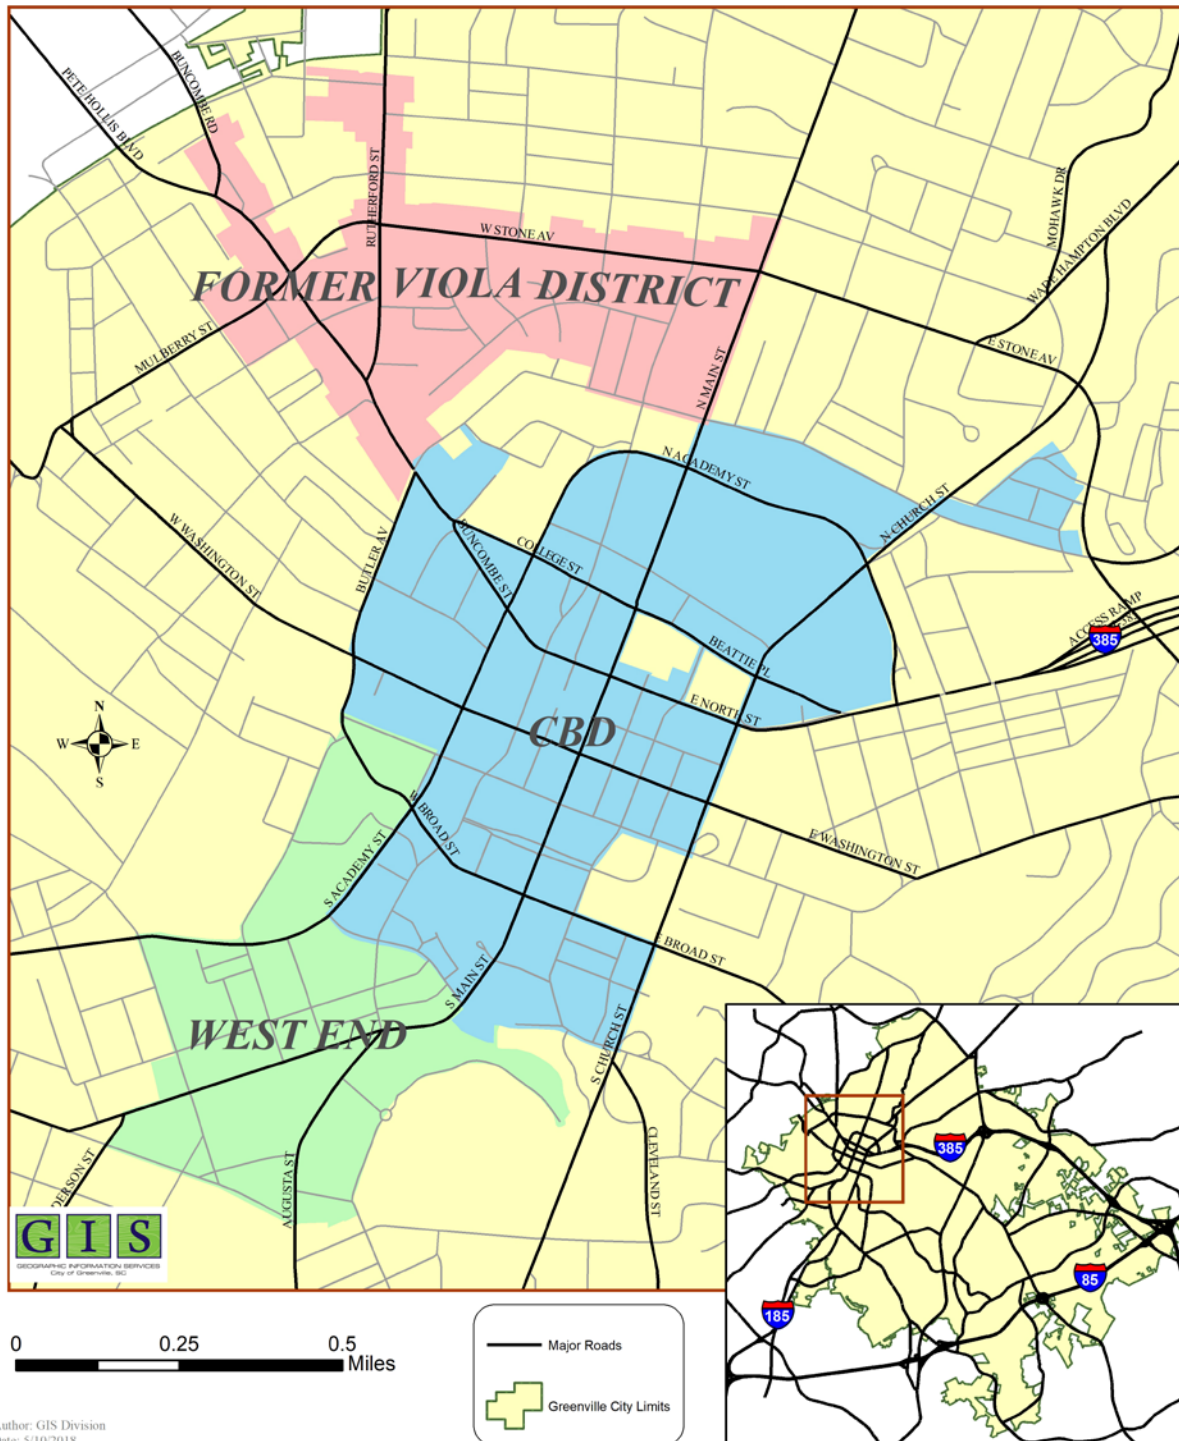 PETE HOLLIS BLVD
BUNCOMBE RD
RUTHERFORD ST
W STONE AV
MOHAWK DR
WADE HAMPTON BLVD
FORMER VIOLA DISTRICT
MULBERRY ST
E STONE AV
N MAIN ST
N ACADEMY ST
N CHURCH ST
W WASHINGTON ST
BUTLER AV
BUNCOMBE ST
COLLEGE ST
ACCESS RAMP
385
BEATTIE PL
E NORTH ST
N
W E
S
CBD
W BROAD ST
E WASHINGTON ST
S ACADEMY ST
E BROAD ST
S MAIN ST
WEST END
S CHURCH ST
CLEVELAND ST
AUGUSTA ST
DERSON ST
GIS
GEOGRAPHIC INFORMATION SERVICES
City of Greenville, SC
385
85
185
0 0.25 0.5
Miles
Major Roads
Greenville City Limits
uthor: GIS Division